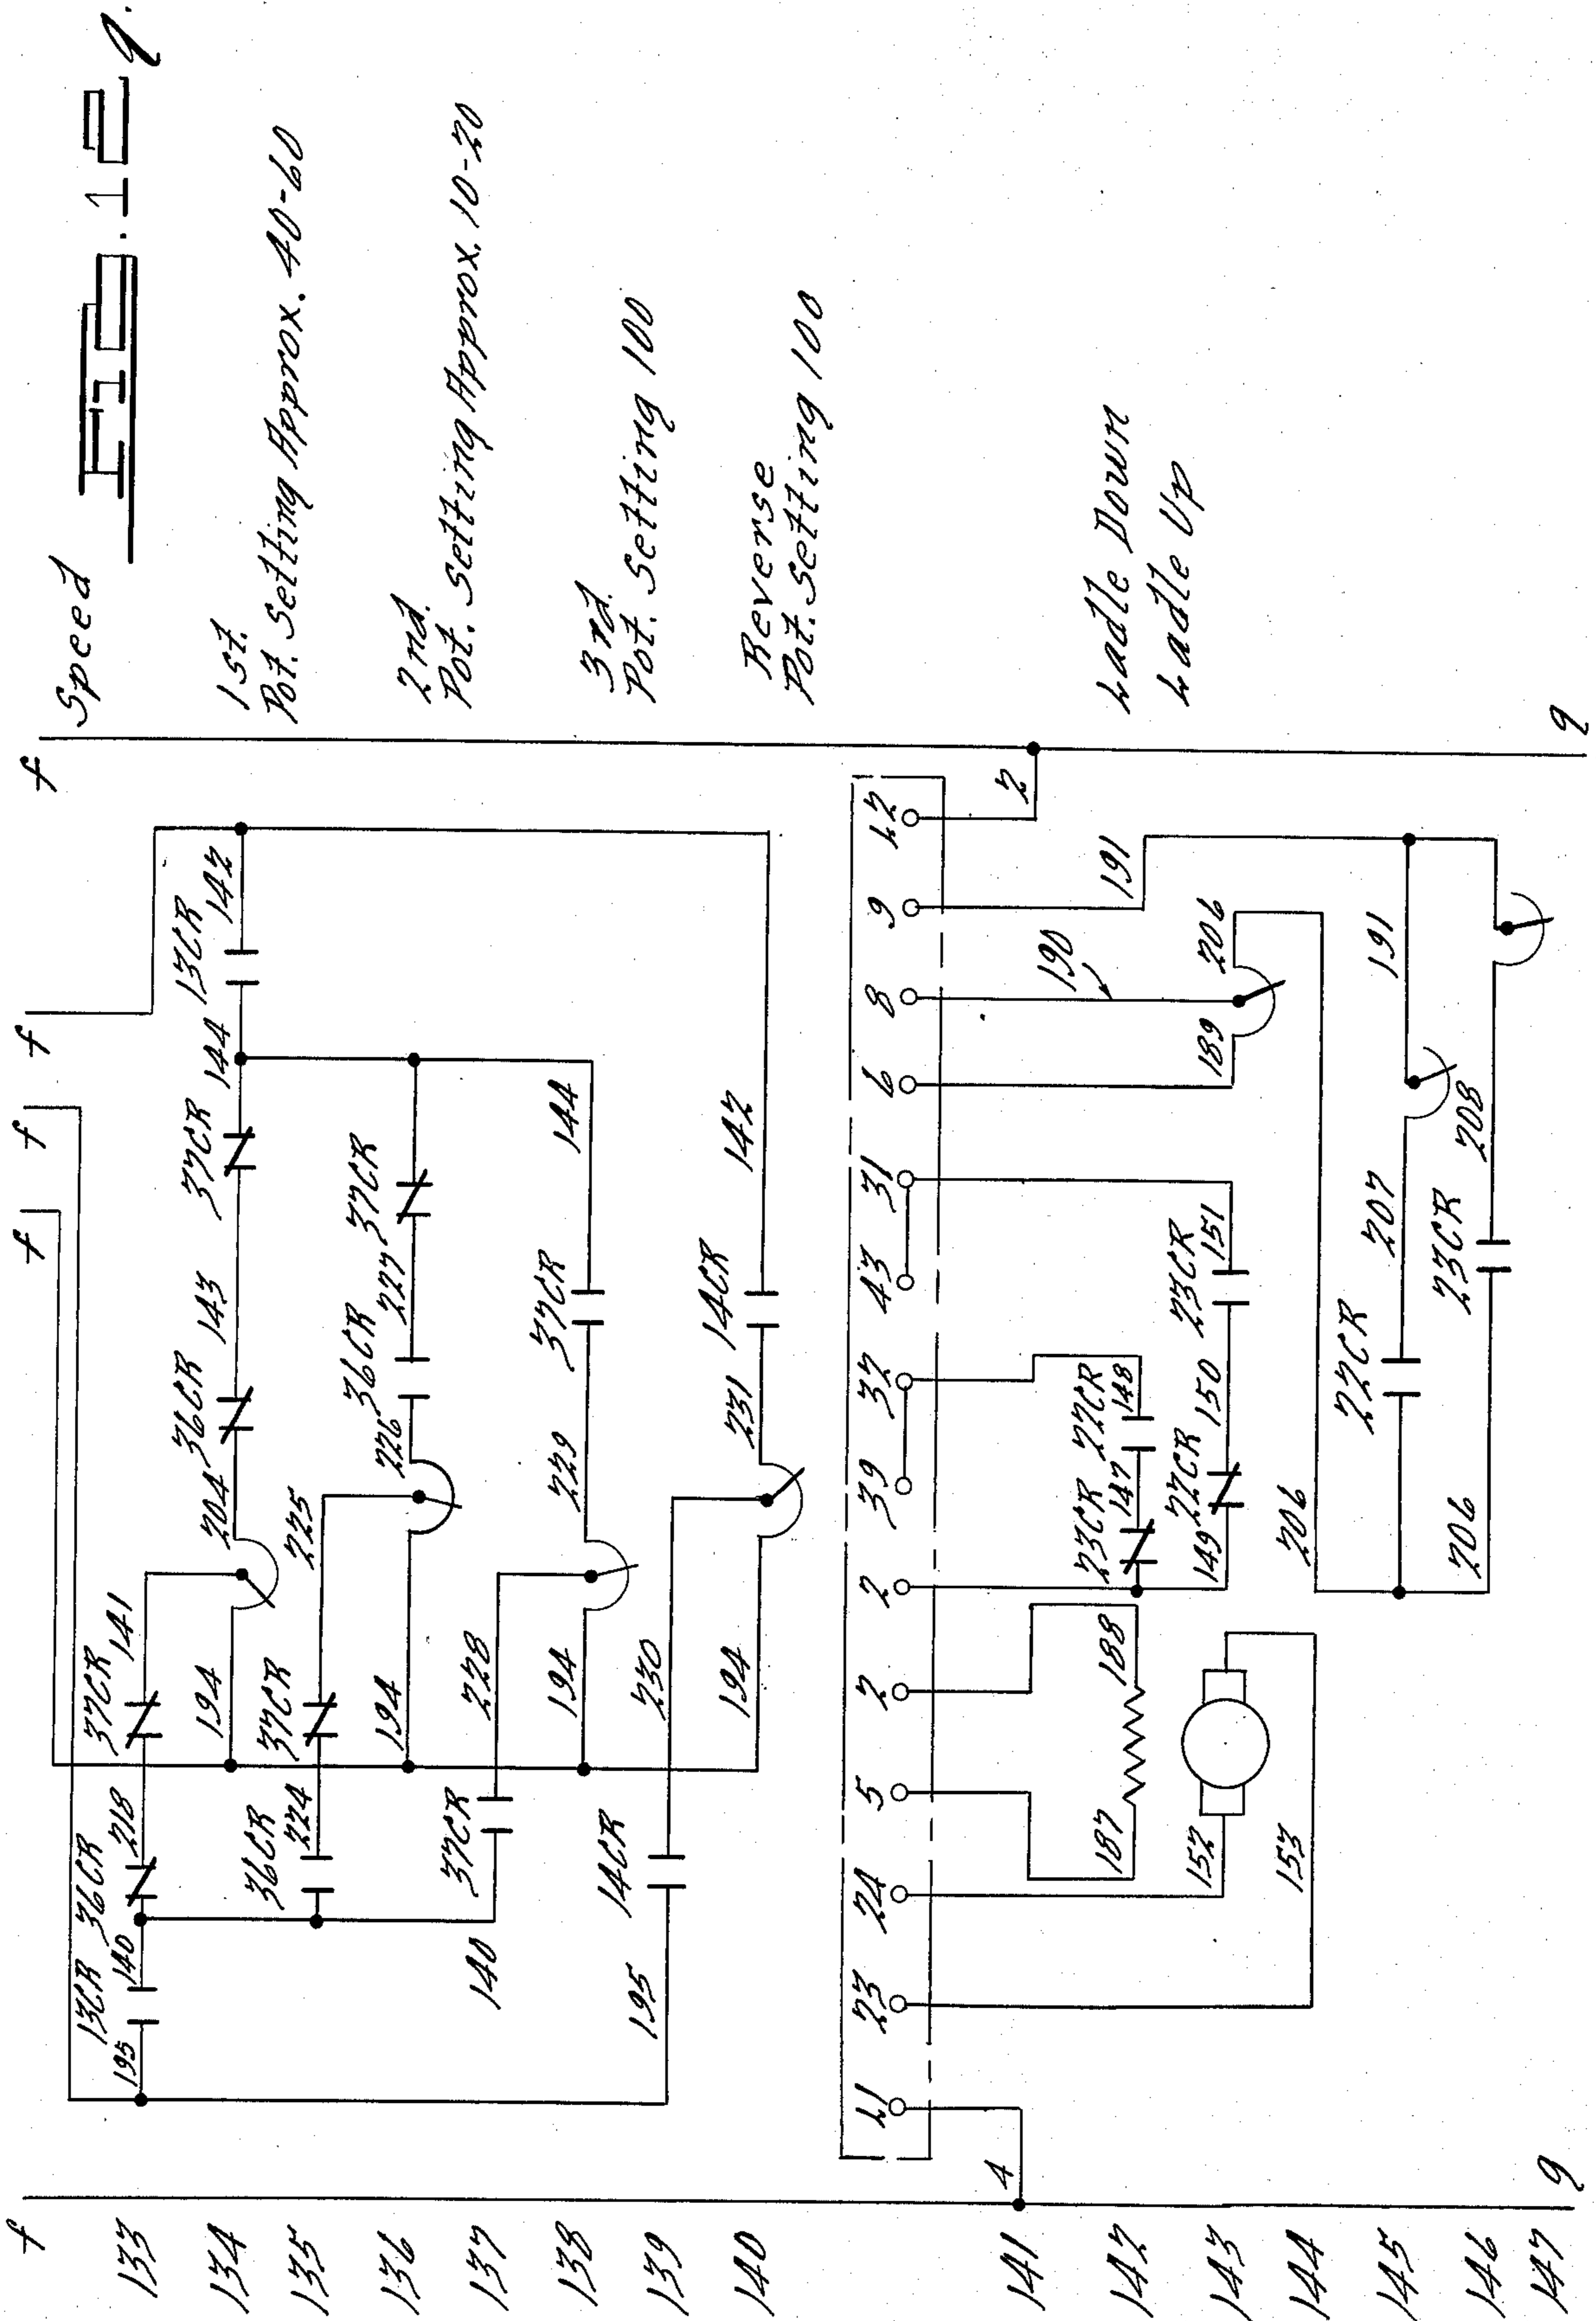 Fig. 12g.
Speed
f f f f f
133 195 13CR 140 36CR 218 37CR 141
134 194 204 36CR 143 37CR 144 13CR 142
1st.
Pot. Setting Approx. 40-60
135 36CR 224 37CR 225
136 194 226 36CR 227 37CR
2nd.
Pot. Setting Approx. 10-20
137 140 37CR 228
138 194 229 37CR 144
3rd.
Pot. Setting 100
139 195 14CR 230
140 194 231 14CR 142
Reverse
Pot. Setting 100
L1 23 24 5 7 2 39 32 43 31 6 8 9 L2
141 4 2
142 187 188 23CR 147 22CR 148 190 191
Ladle Down
143 152 149 22CR 150 23CR 151 189 206
Ladle Up
144 153 206
145 22CR 207 191
146 206 23CR 208
147
g g